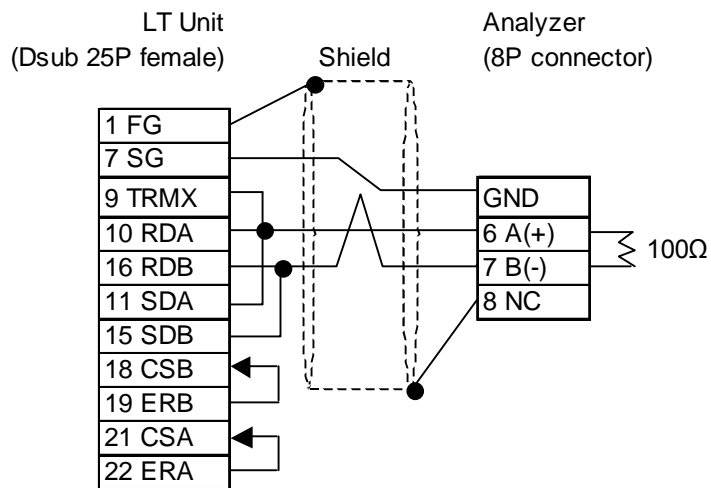 LT Unit
(Dsub 25P female)
Shield
Analyzer
(8P connector)
1 FG
7 SG
9 TRMX
10 RDA
16 RDB
11 SDA
15 SDB
18 CSB
19 ERB
21 CSA
22 ERA
GND
6 A(+)
7 B(-)
8 NC
100Ω